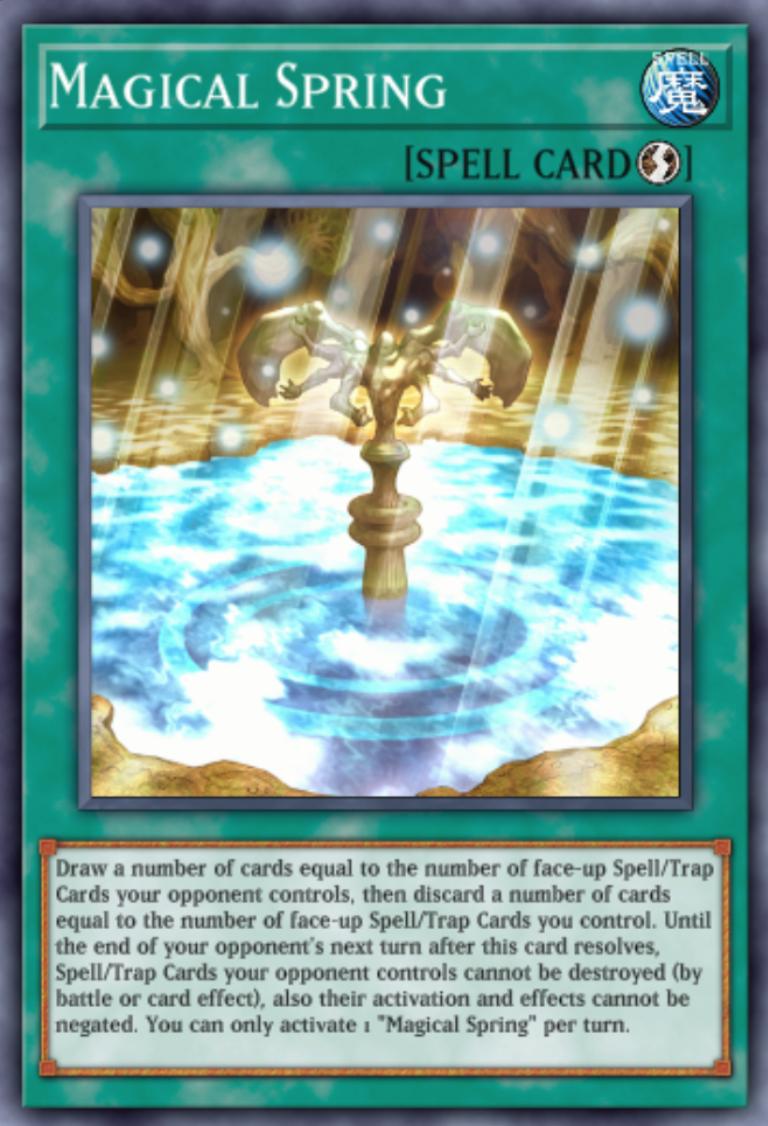 MAGICAL SPRING
SPELL
魔
[SPELL CARD]
Draw a number of cards equal to the number of face-up Spell/Trap
Cards your opponent controls, then discard a number of cards
equal to the number of face-up Spell/Trap Cards you control. Until
the end of your opponent's next turn after this card resolves,
Spell/Trap Cards your opponent controls cannot be destroyed (by
battle or card effect), also their activation and effects cannot be
negated. You can only activate 1 "Magical Spring" per turn.